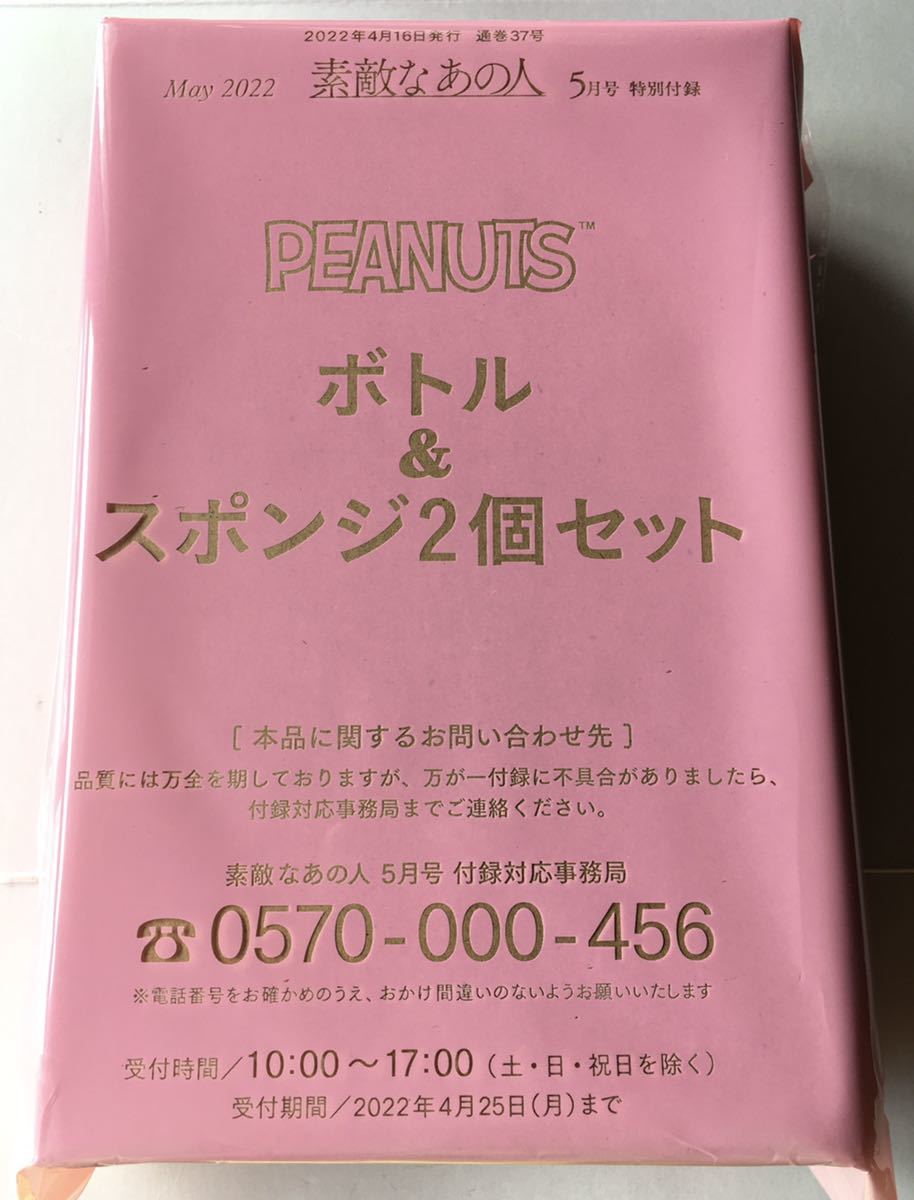 2022年4月16日発行 通巻37号
May 2022 素敵なあの人 5月号 特別付録
PEANUTS™
ボトル
&
スポンジ2個セット
[ 本品に関するお問い合わせ先 ]
品質には万全を期しておりますが、万が一付録に不具合がありましたら、
付録対応事務局までご連絡ください。
素敵なあの人 5月号 付録対応事務局
☎0570-000-456
※電話番号をお確かめのうえ、おかけ間違いのないようお願いいたします
受付時間/10:00〜17:00(土・日・祝日を除く)
受付期間/2022年4月25日(月)まで